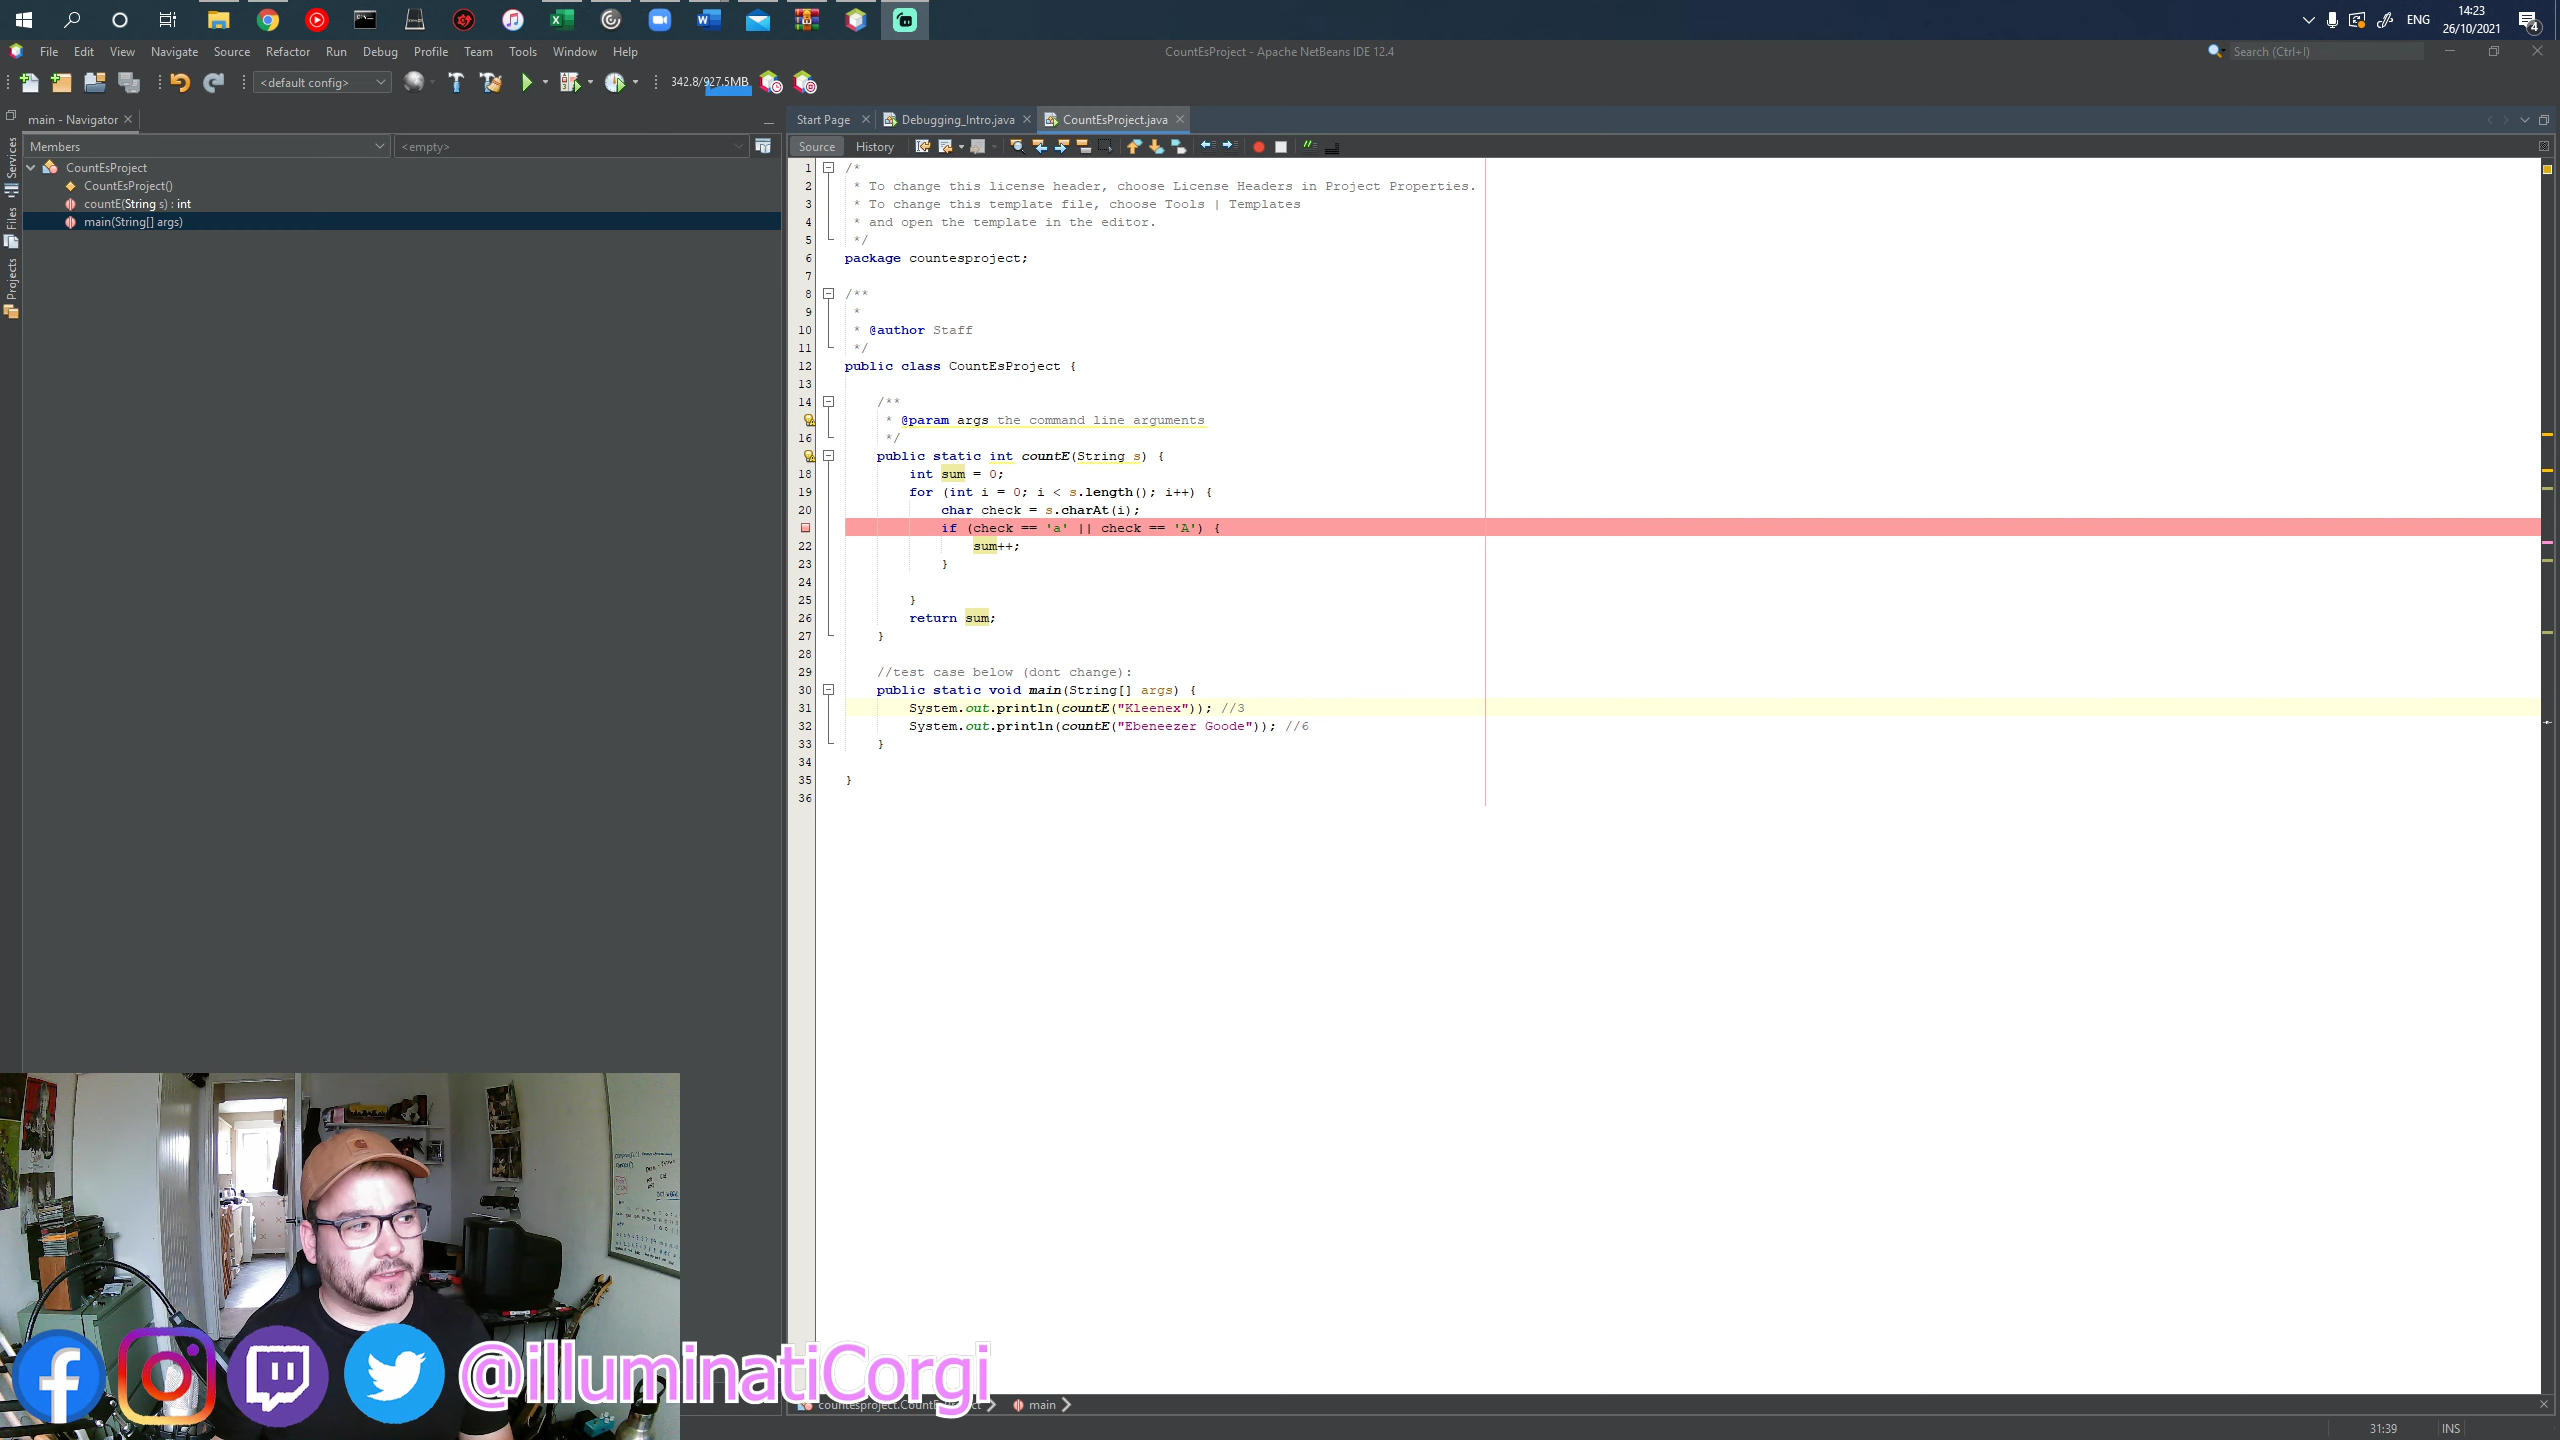 14:23
ENG
26/10/2021
4
File Edit View Navigate Source Refactor Run Debug Profile Team Tools Window Help
CountEsProject - Apache NetBeans IDE 12.4
Search (Ctrl+I)
<default config>
342.8/927.5MB
main - Navigator
Start Page
Debugging_Intro.java
CountEsProject.java
Members
<empty>
Source
History
Services
Files
Projects
CountEsProject
CountEsProject()
countE(String s) : int
main(String[] args)
1 /*
2 * To change this license header, choose License Headers in Project Properties.
3 * To change this template file, choose Tools | Templates
4 * and open the template in the editor.
5 */
6 package countesproject;
7
8 /**
9 *
10 * @author Staff
11 */
12 public class CountEsProject {
13
14 /**
* @param args the command line arguments
16 */
public static int countE(String s) {
18 int sum = 0;
19 for (int i = 0; i < s.length(); i++) {
20 char check = s.charAt(i);
if (check == 'a' || check == 'A') {
22 sum++;
23 }
24
25 }
26 return sum;
27 }
28
29 //test case below (dont change):
30 public static void main(String[] args) {
31 System.out.println(countE("Kleenex")); //3
32 System.out.println(countE("Ebeneezer Goode")); //6
33 }
34
35 }
36
@illuminatiCorgi
main
31:39
INS